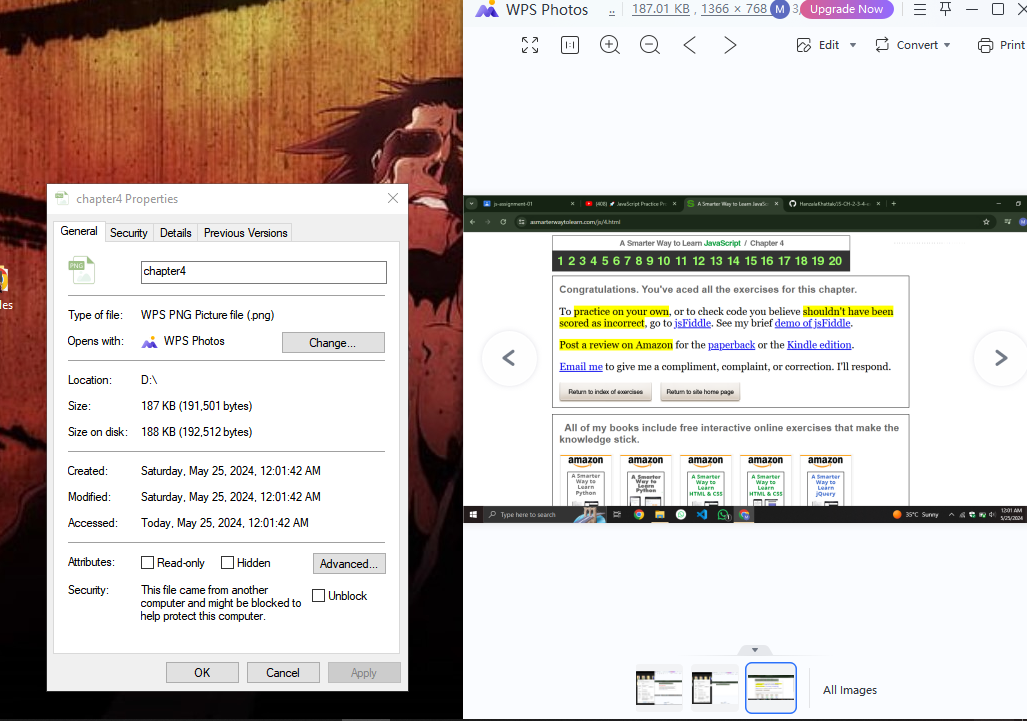 chapter4 Properties
General
Security
Details
Previous Versions
PNG
chapter4
Type of file:
WPS PNG Picture file (.png)
Opens with:
WPS Photos
Change...
Location:
D:\
Size:
187 KB (191,501 bytes)
Size on disk:
188 KB (192,512 bytes)
Created:
Saturday, May 25, 2024, 12:01:42 AM
Modified:
Saturday, May 25, 2024, 12:01:42 AM
Accessed:
Today, May 25, 2024, 12:01:42 AM
Attributes:
Read-only
Hidden
Advanced...
Security:
This file came from another
computer and might be blocked to
help protect this computer.
Unblock
OK
Cancel
Apply
les
WPS Photos
..
187.01 KB , 1366 × 768
M
3
Upgrade Now
1:1
Edit
Convert
Print
js-assignment-01
(408)
JavaScript Practice Pr
A Smarter Way to Learn JavaSc
asmarterwaytolearn.com/js/4.html
A Smarter Way to Learn JavaScript / Chapter 4
1 2 3 4 5 6 7 8 9 10 11 12 13 14 15 16 17 18 19 20
Congratulations. You've aced all the exercises for this chapter.
To practice on your own, or to check code you believe shouldn't have been
scored as incorrect, go to jsFiddle. See my brief demo of jsFiddle.
Post a review on Amazon for the paperback or the Kindle edition.
Email me to give me a compliment, complaint, or correction. I'll respond.
Return to index of exercises
Return to site home page
All of my books include free interactive online exercises that make the
knowledge stick.
amazon
amazon
amazon
amazon
amazon
A Smarter
Way to
Learn
Python
A Smarter
Way to
Learn
Python
A Smarter
Way to
Learn
HTML & CSS
A Smarter
Way to
Learn
HTML & CSS
A Smarter
Way to
Learn
jQuery
Type here to search
35°C Sunny
12:01 AM
5/25/2024
All Images